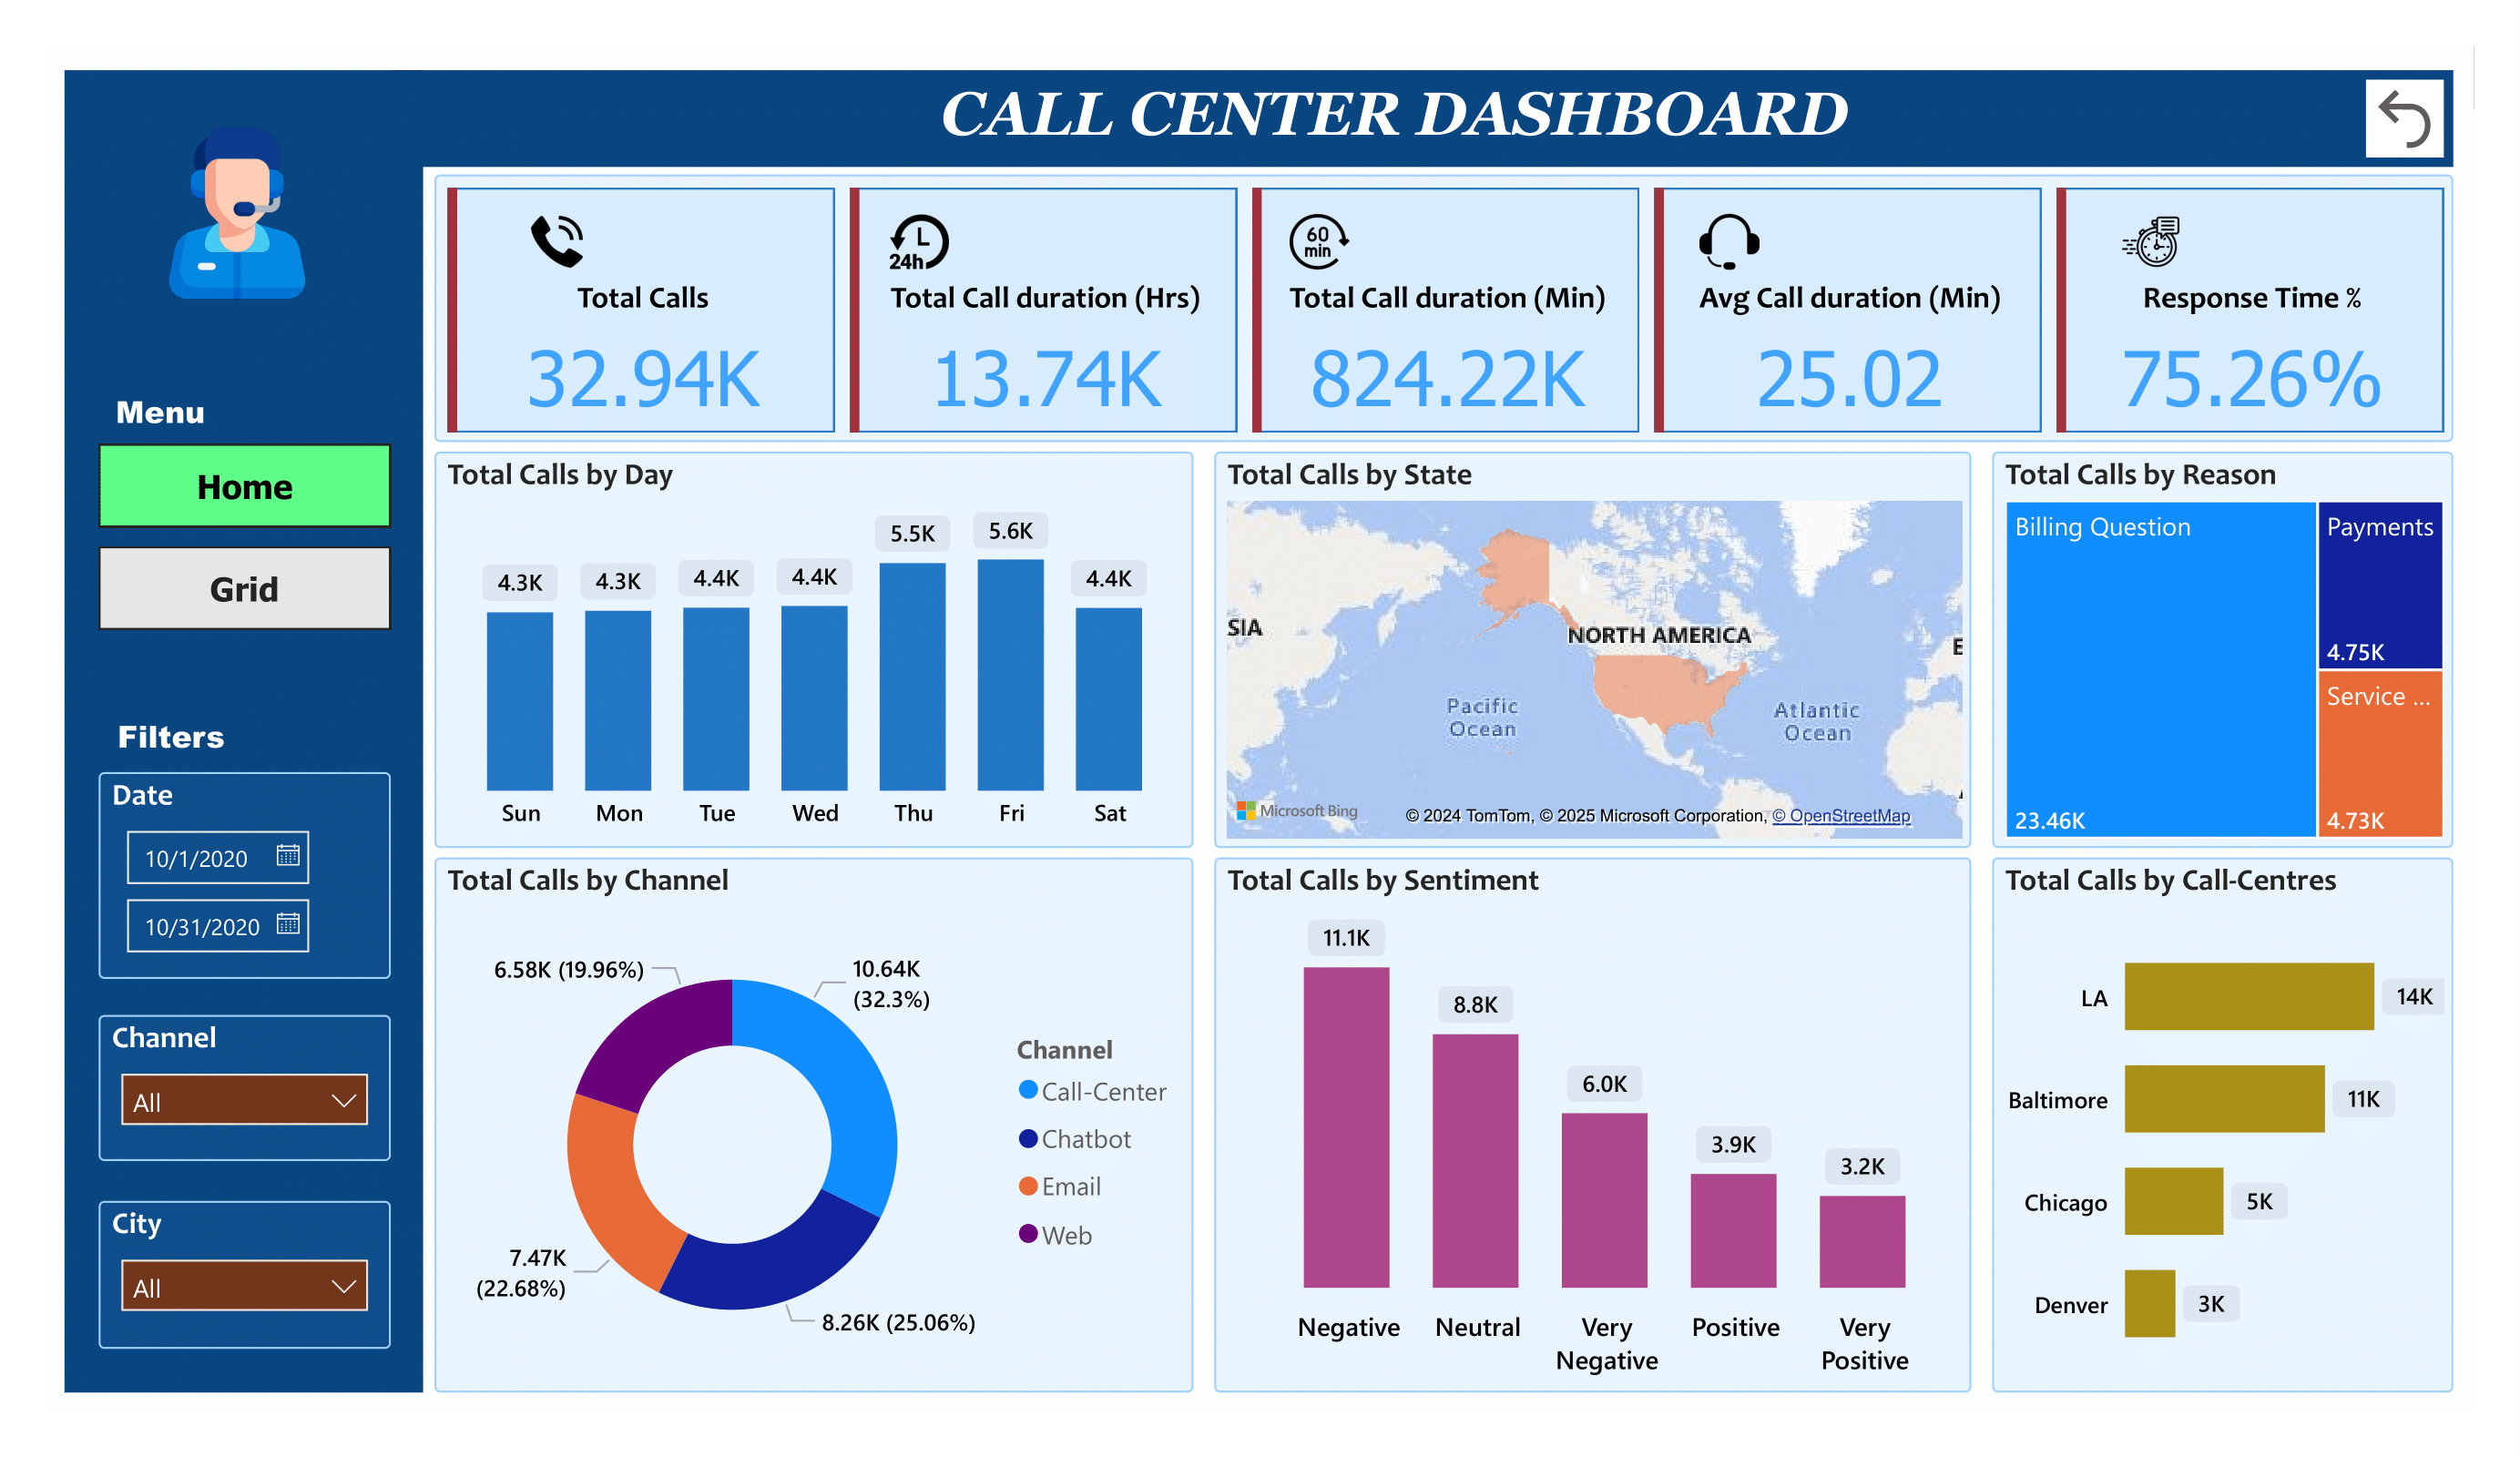 CALL CENTER DASHBOARD
Menu
Home
Grid
Filters
Date
10/1/2020
10/31/2020
Channel
All
City
All
Total Calls
32.94K
24h
Total Call duration (Hrs)
13.74K
60
min
Total Call duration (Min)
824.22K
Avg Call duration (Min)
25.02
Response Time %
75.26%
Total Calls by Day
4.3K
4.3K
4.4K
4.4K
5.5K
5.6K
4.4K
Sun
Mon
Tue
Wed
Thu
Fri
Sat
Total Calls by State
SIA
NORTH AMERICA
E
Pacific
Ocean
Atlantic
Ocean
Microsoft Bing
© 2024 TomTom, © 2025 Microsoft Corporation, © OpenStreetMap
Total Calls by Reason
Billing Question
23.46K
Payments
4.75K
Service ...
4.73K
Total Calls by Channel
6.58K (19.96%)
10.64K
(32.3%)
7.47K
(22.68%)
8.26K (25.06%)
Channel
Call-Center
Chatbot
Email
Web
Total Calls by Sentiment
11.1K
8.8K
6.0K
3.9K
3.2K
Negative
Neutral
Very
Negative
Positive
Very
Positive
Total Calls by Call-Centres
LA
14K
Baltimore
11K
Chicago
5K
Denver
3K